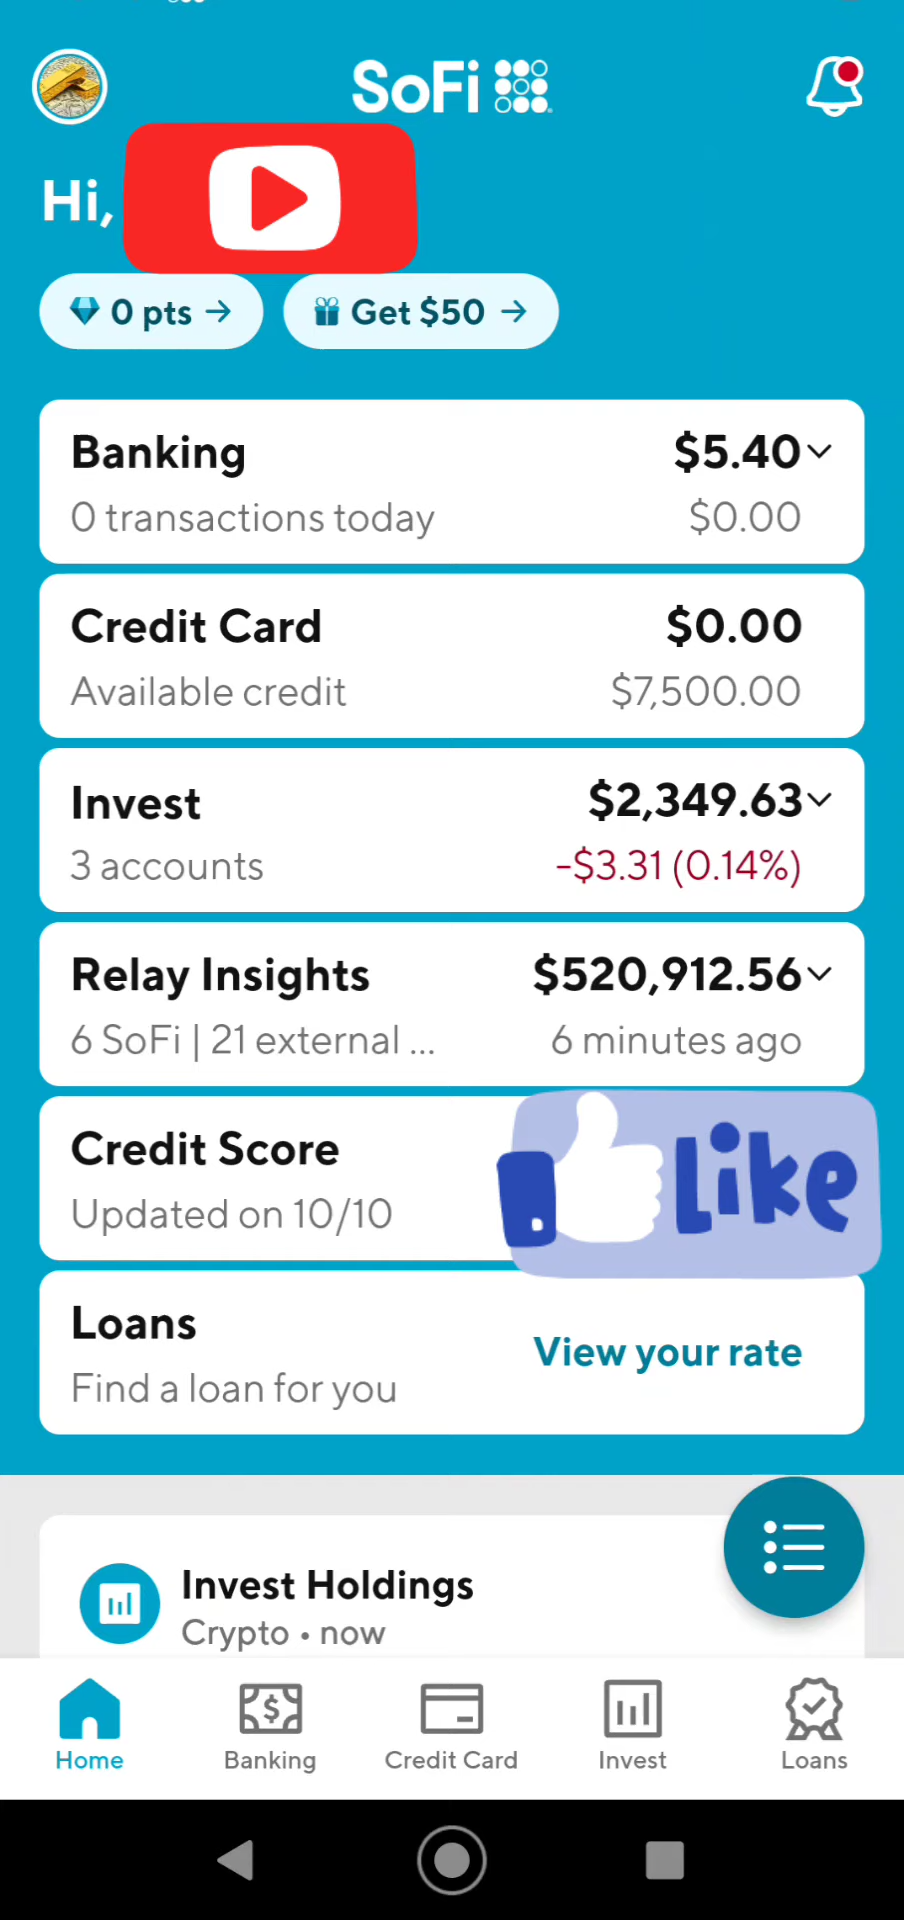 SoFi
Hi,
0 pts →
Get $50 →
Banking $5.40
0 transactions today $0.00
Credit Card $0.00
Available credit $7,500.00
Invest $2,349.63
3 accounts -$3.31 (0.14%)
Relay Insights $520,912.56
6 SoFi | 21 external ... 6 minutes ago
Credit Score
Updated on 10/10
Like
Loans
View your rate
Find a loan for you
Invest Holdings
Crypto • now
Home Banking Credit Card Invest Loans